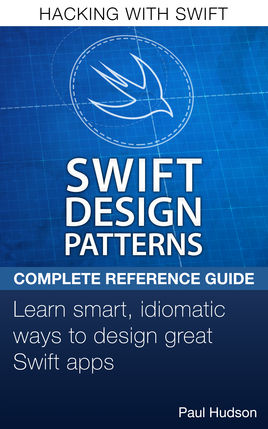 HACKING WITH SWIFT
SWIFT
DESIGN
PATTERNS
COMPLETE REFERENCE GUIDE
Learn smart, idiomatic
ways to design great
Swift apps
Paul Hudson